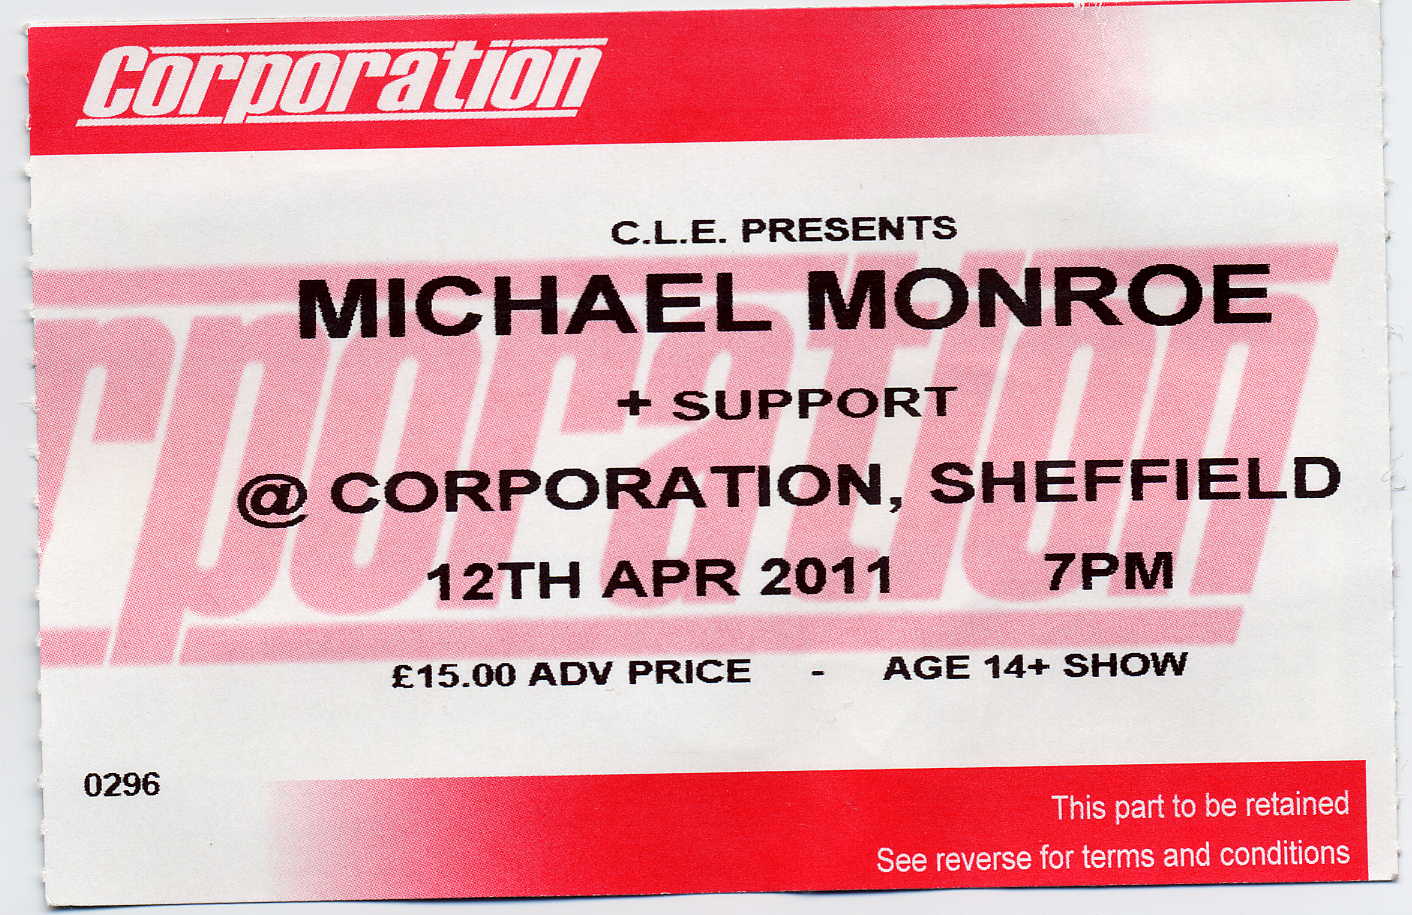 Corporation
C.L.E. PRESENTS
MICHAEL MONROE
+ SUPPORT
@ CORPORATION, SHEFFIELD
12TH APR 2011 7PM
£15.00 ADV PRICE - AGE 14+ SHOW
0296
This part to be retained
See reverse for terms and conditions